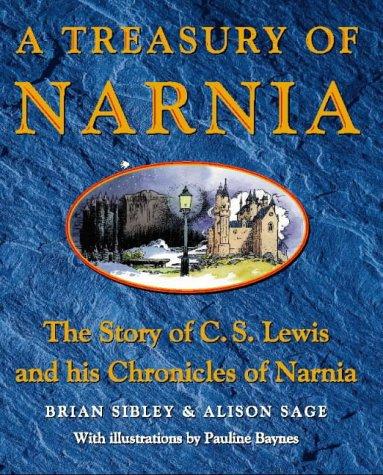 A TREASURY OF
NARNIA
The Story of C. S. Lewis
and his Chronicles of Narnia
BRIAN SIBLEY & ALISON SAGE
With illustrations by Pauline Baynes